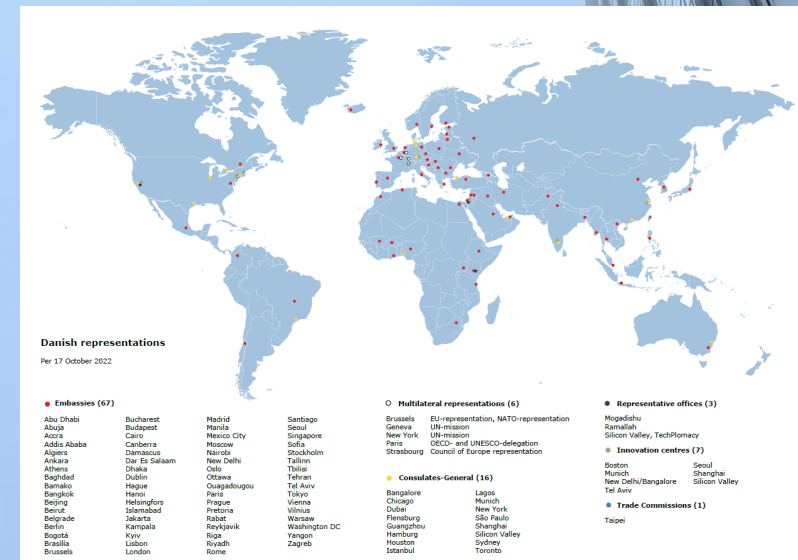 Danish representations
Per 17 October 2022
Embassies (67)
Abu Dhabi
Abuja
Accra
Addis Ababa
Algiers
Ankara
Athens
Baghdad
Bamako
Bangkok
Beijing
Beirut
Belgrade
Berlin
Bogotá
Brasília
Brussels
Bucharest
Budapest
Cairo
Canberra
Damascus
Dar Es Salaam
Dhaka
Dublin
Hague
Hanoi
Helsingfors
Islamabad
Jakarta
Kampala
Kyiv
Lisbon
London
Madrid
Manila
Mexico City
Moscow
Nairobi
New Delhi
Oslo
Ottawa
Ouagadougou
Paris
Prague
Pretoria
Rabat
Reykjavik
Riga
Riyadh
Rome
Santiago
Seoul
Singapore
Sofia
Stockholm
Tallinn
Tbilisi
Tehran
Tel Aviv
Tokyo
Vienna
Vilnius
Warsaw
Washington DC
Yangon
Zagreb
Multilateral representations (6)
Brussels EU-representation, NATO-representation
Geneva UN-mission
New York UN-mission
Paris OECD- and UNESCO-delegation
Strasbourg Council of Europe representation
Consulates-General (16)
Bangalore
Chicago
Dubai
Flensburg
Guangzhou
Hamburg
Houston
Istanbul
Lagos
Munich
New York
São Paulo
Shanghai
Silicon Valley
Sydney
Toronto
Representative offices (3)
Mogadishu
Ramallah
Silicon Valley, TechPlomacy
Innovation centres (7)
Boston
Munich
New Delhi/Bangalore
Tel Aviv
Seoul
Shanghai
Silicon Valley
Trade Commissions (1)
Taipei